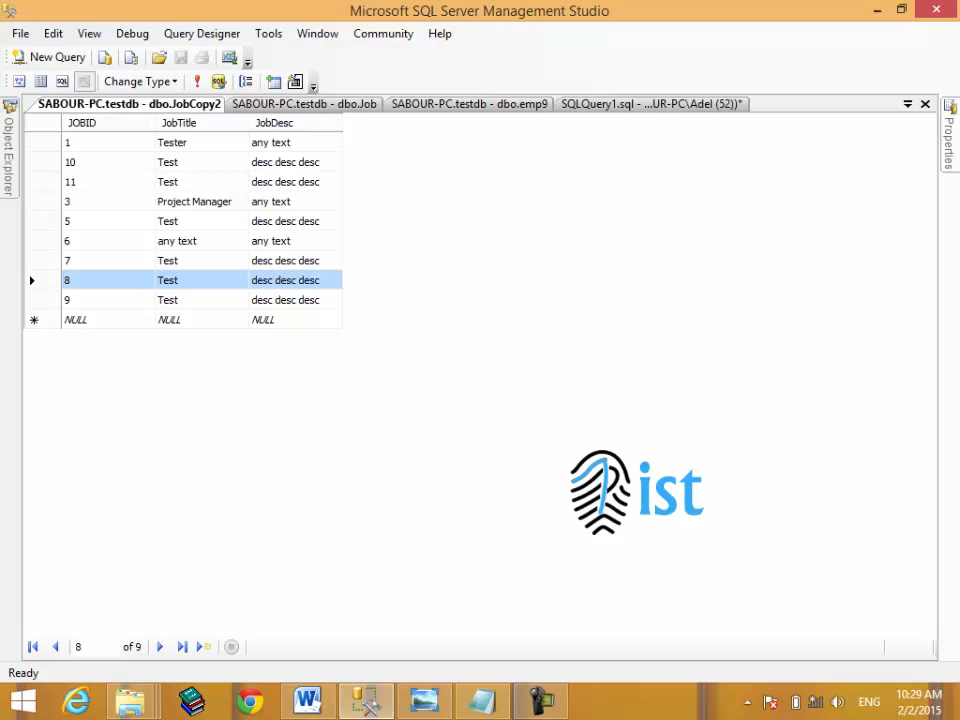 Microsoft SQL Server Management Studio
File Edit View Debug Query Designer Tools Window Community Help
New Query
Change Type
SABOUR-PC.testdb - dbo.JobCopy2 SABOUR-PC.testdb - dbo.Job SABOUR-PC.testdb - dbo.emp9 SQLQuery1.sql - ...UR-PC\Adel (52))*
Object Explorer
Properties
JOBID JobTitle JobDesc
1 Tester any text
10 Test desc desc desc
11 Test desc desc desc
3 Project Manager any text
5 Test desc desc desc
6 any text any text
7 Test desc desc desc
8 Test desc desc desc
9 Test desc desc desc
NULL NULL NULL
1ist
8 of 9
Ready
ENG
10:29 AM
2/2/2015